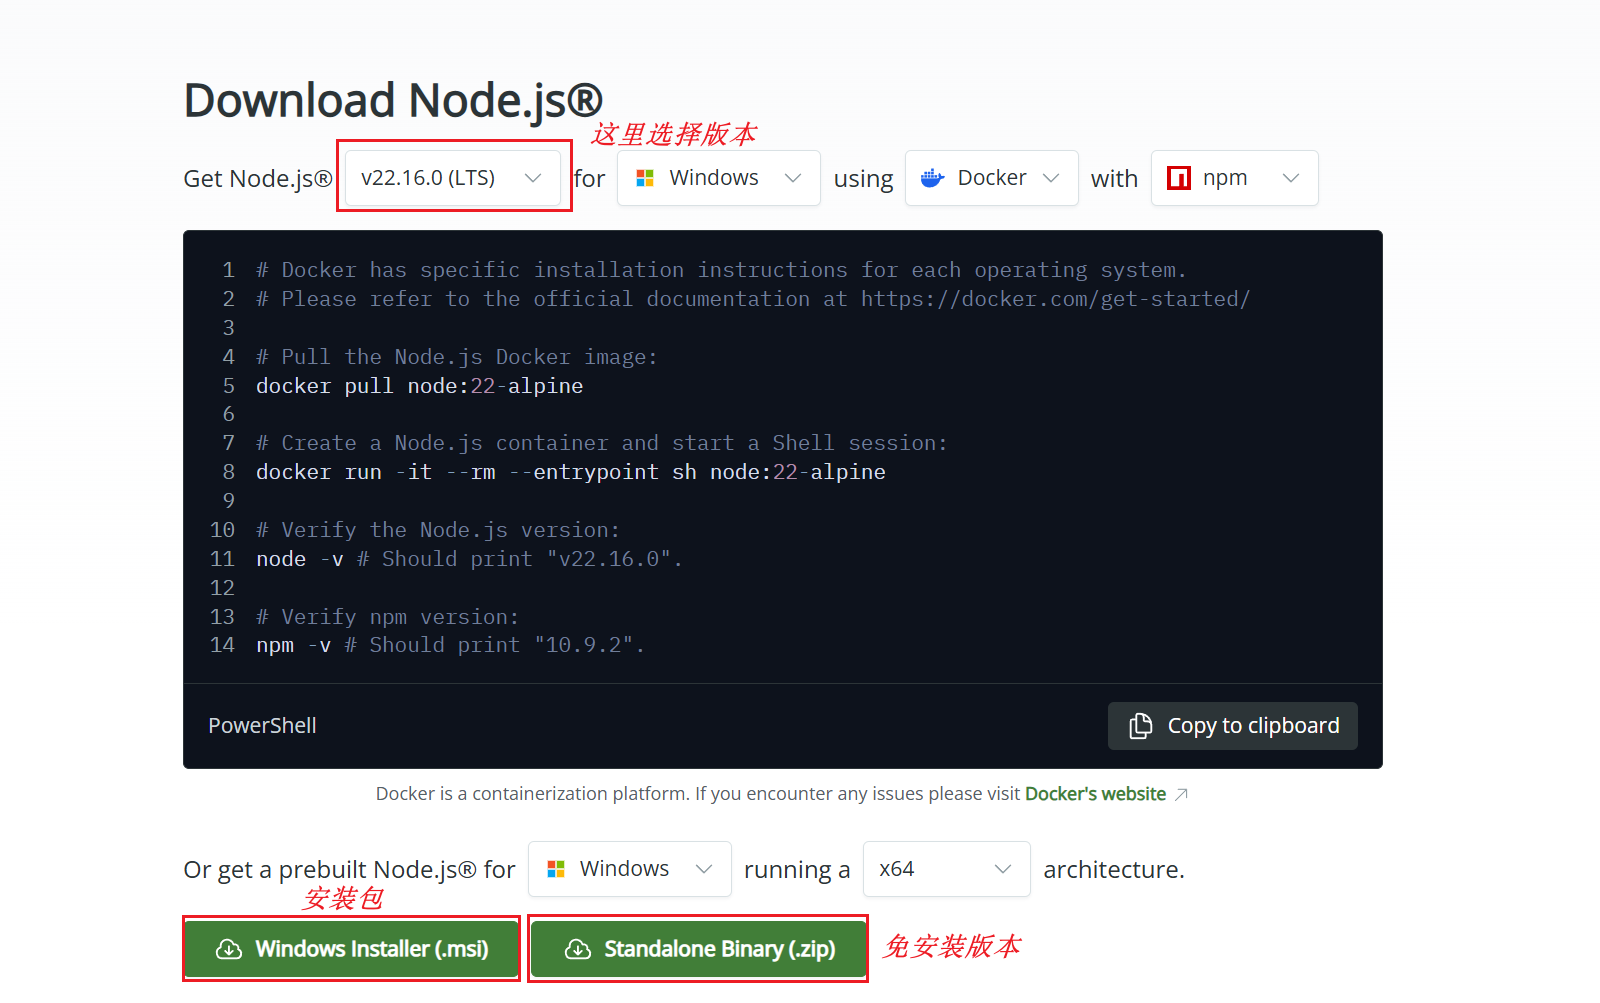 Download Node.js®
这里选择版本
Get Node.js® v22.16.0 (LTS) for Windows using Docker with npm
1 # Docker has specific installation instructions for each operating system.
2 # Please refer to the official documentation at https://docker.com/get-started/
3
4 # Pull the Node.js Docker image:
5 docker pull node:22-alpine
6
7 # Create a Node.js container and start a Shell session:
8 docker run -it --rm --entrypoint sh node:22-alpine
9
10 # Verify the Node.js version:
11 node -v # Should print "v22.16.0".
12
13 # Verify npm version:
14 npm -v # Should print "10.9.2".
PowerShell Copy to clipboard
Docker is a containerization platform. If you encounter any issues please visit Docker's website
Or get a prebuilt Node.js® for Windows running a x64 architecture.
安装包
Windows Installer (.msi) Standalone Binary (.zip) 免安装版本